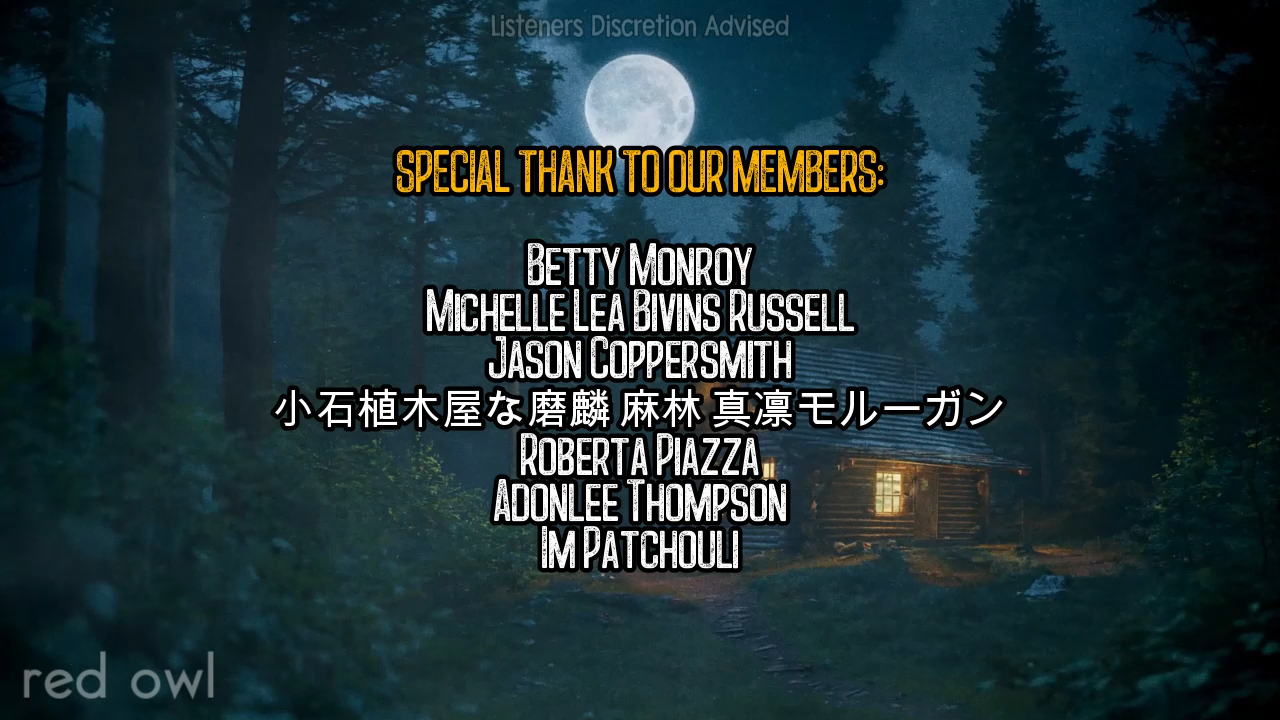 Listeners Discretion Advised
SPECIAL THANK TO OUR MEMBERS:
BETTY MONROY
MICHELLE LEA BIVINS RUSSELL
JASON COPPERSMITH
小石植木屋な磨麟 麻林 真凛モルーガン
ROBERTA PIAZZA
ADONLEE THOMPSON
IM PATCHOULI
red owl